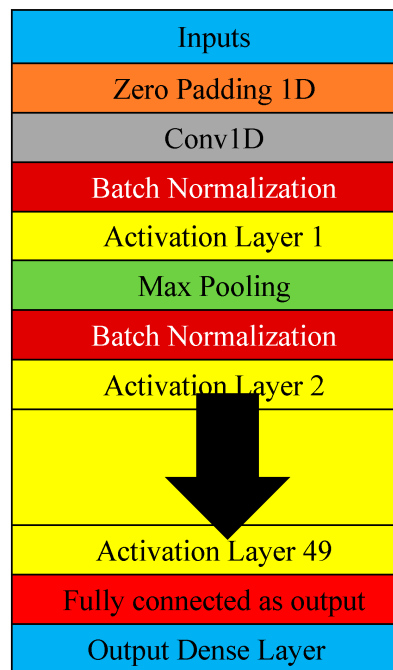 Inputs
Zero Padding 1D
Conv1D
Batch Normalization
Activation Layer 1
Max Pooling
Batch Normalization
Activation Layer 2
Activation Layer 49
Fully connected as output
Output Dense Layer